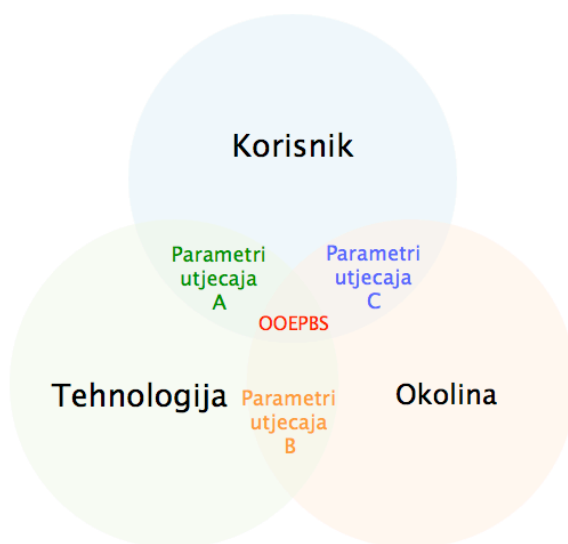 Korisnik
Parametri
utjecaja
A
Parametri
utjecaja
C
OOEPBS
Tehnologija
Parametri
utjecaja
B
Okolina